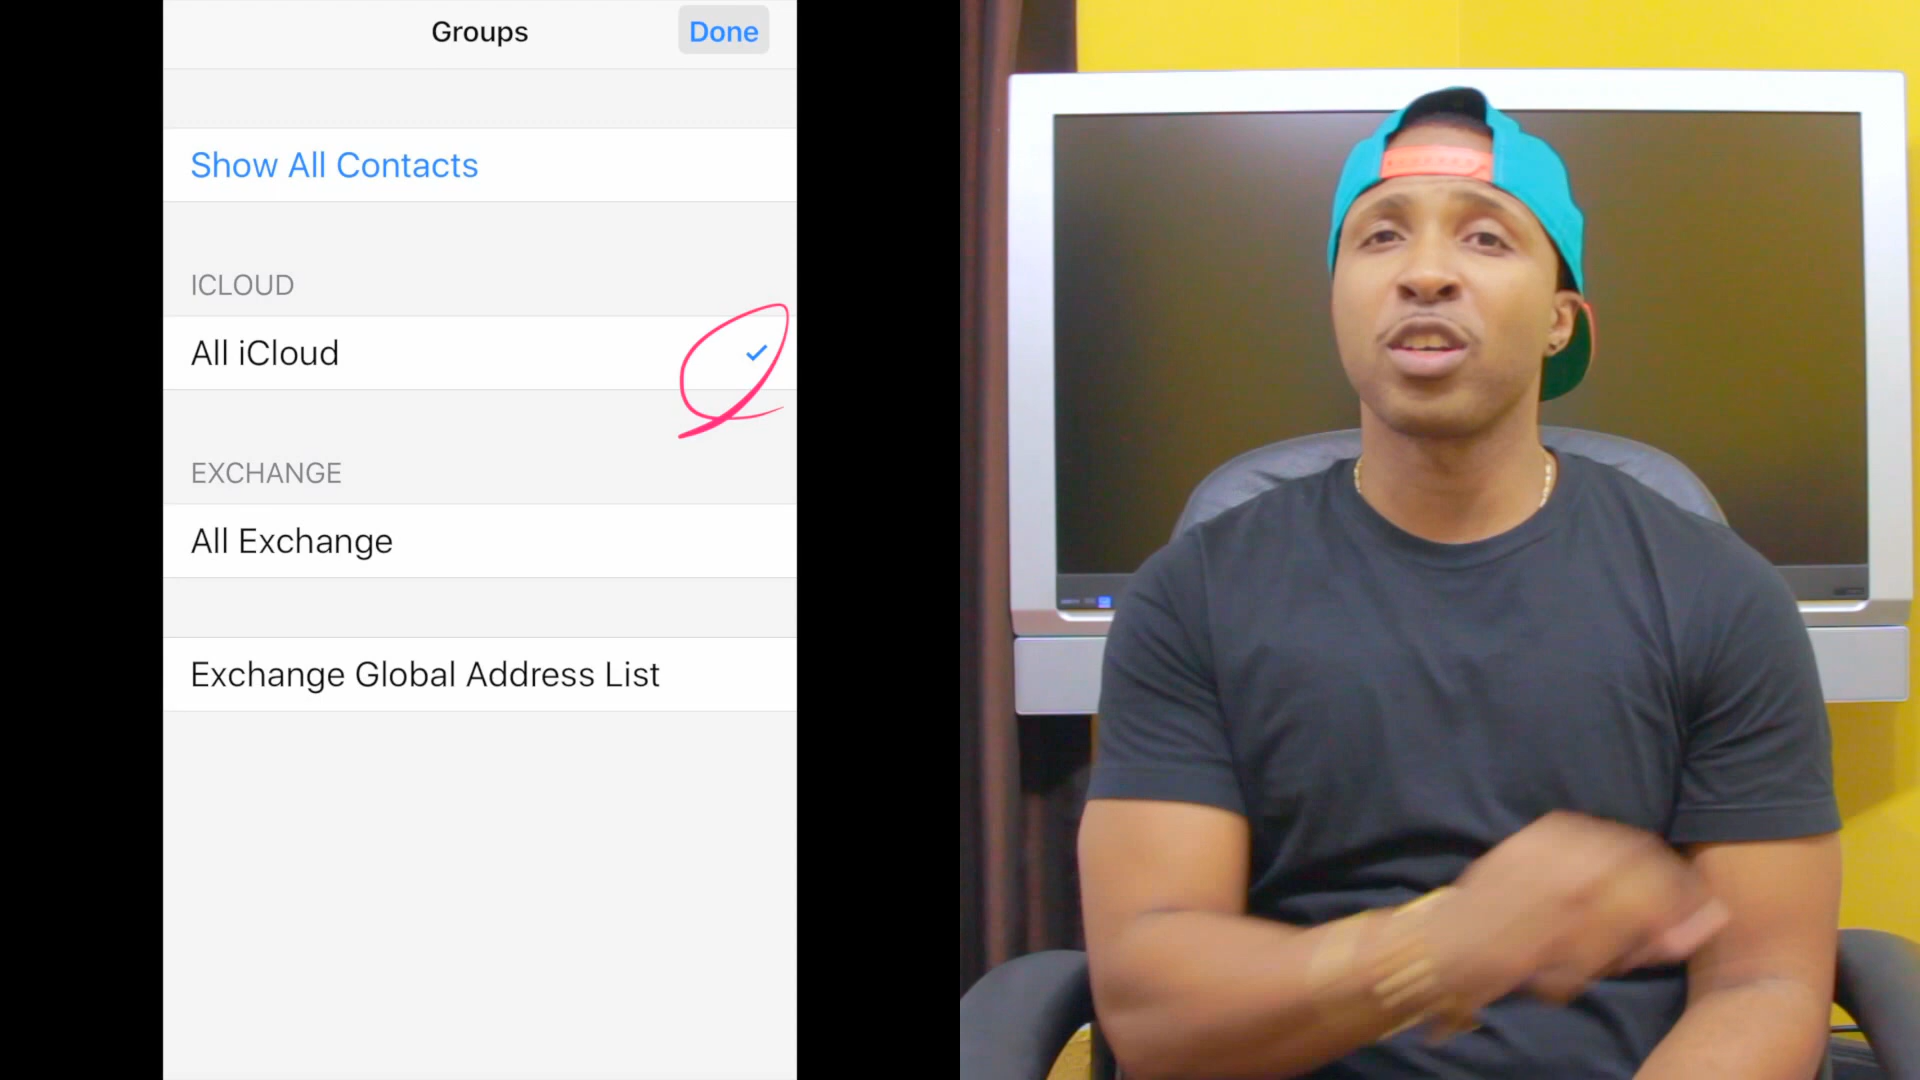 Groups
Done
Show All Contacts
ICLOUD
All iCloud
EXCHANGE
All Exchange
Exchange Global Address List